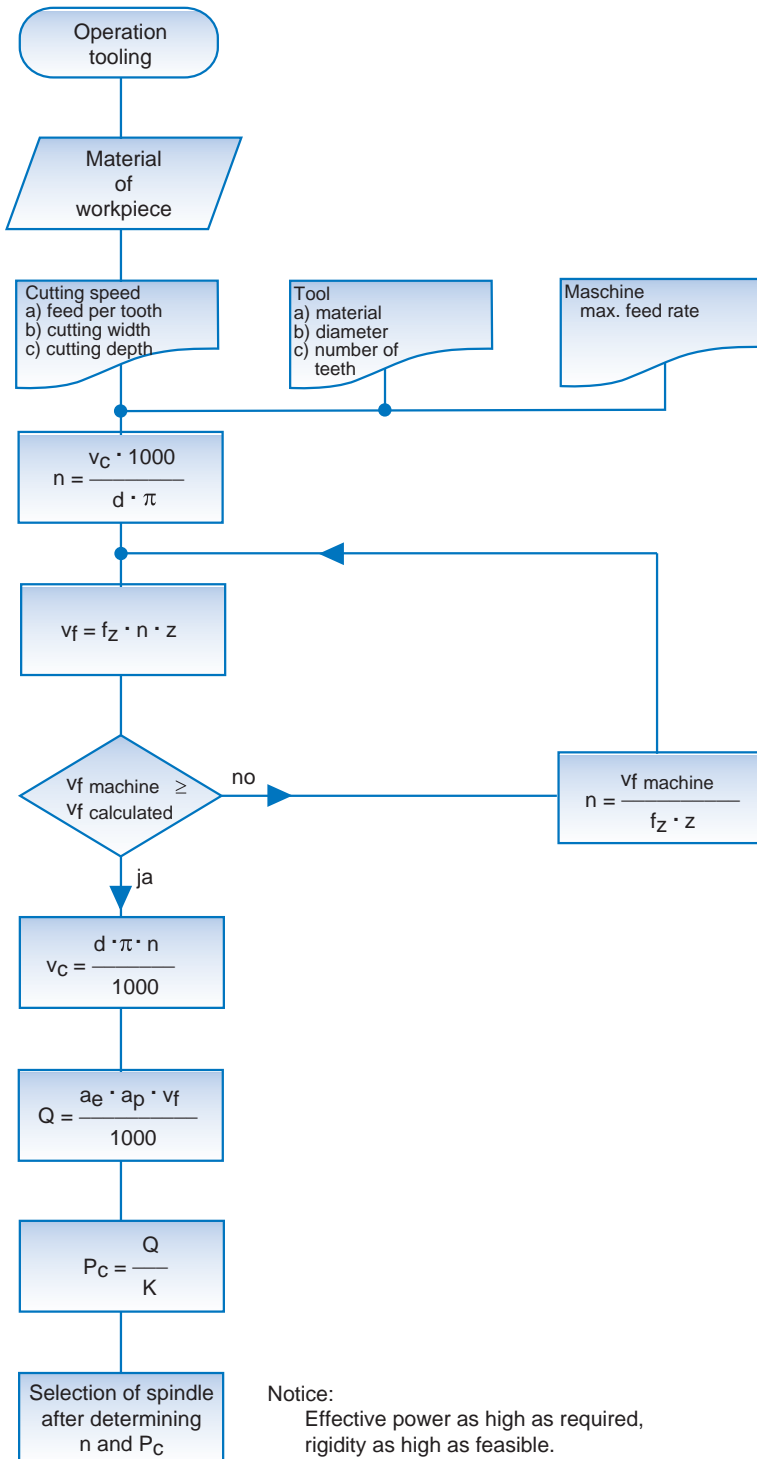 Operation
tooling
Material
of
workpiece
Cutting speed
a) feed per tooth
b) cutting width
c) cutting depth
Tool
a) material
b) diameter
c) number of
teeth
Maschine
max. feed rate
n = vc · 1000
d · π
vf = fz · n · z
vf machine ≥
vf calculated
no
n = vf machine
fz · z
ja
vc = d · π · n
1000
Q = ae · ap · vf
1000
Pc = Q
K
Selection of spindle
after determining
n and Pc
Notice:
Effective power as high as required,
rigidity as high as feasible.